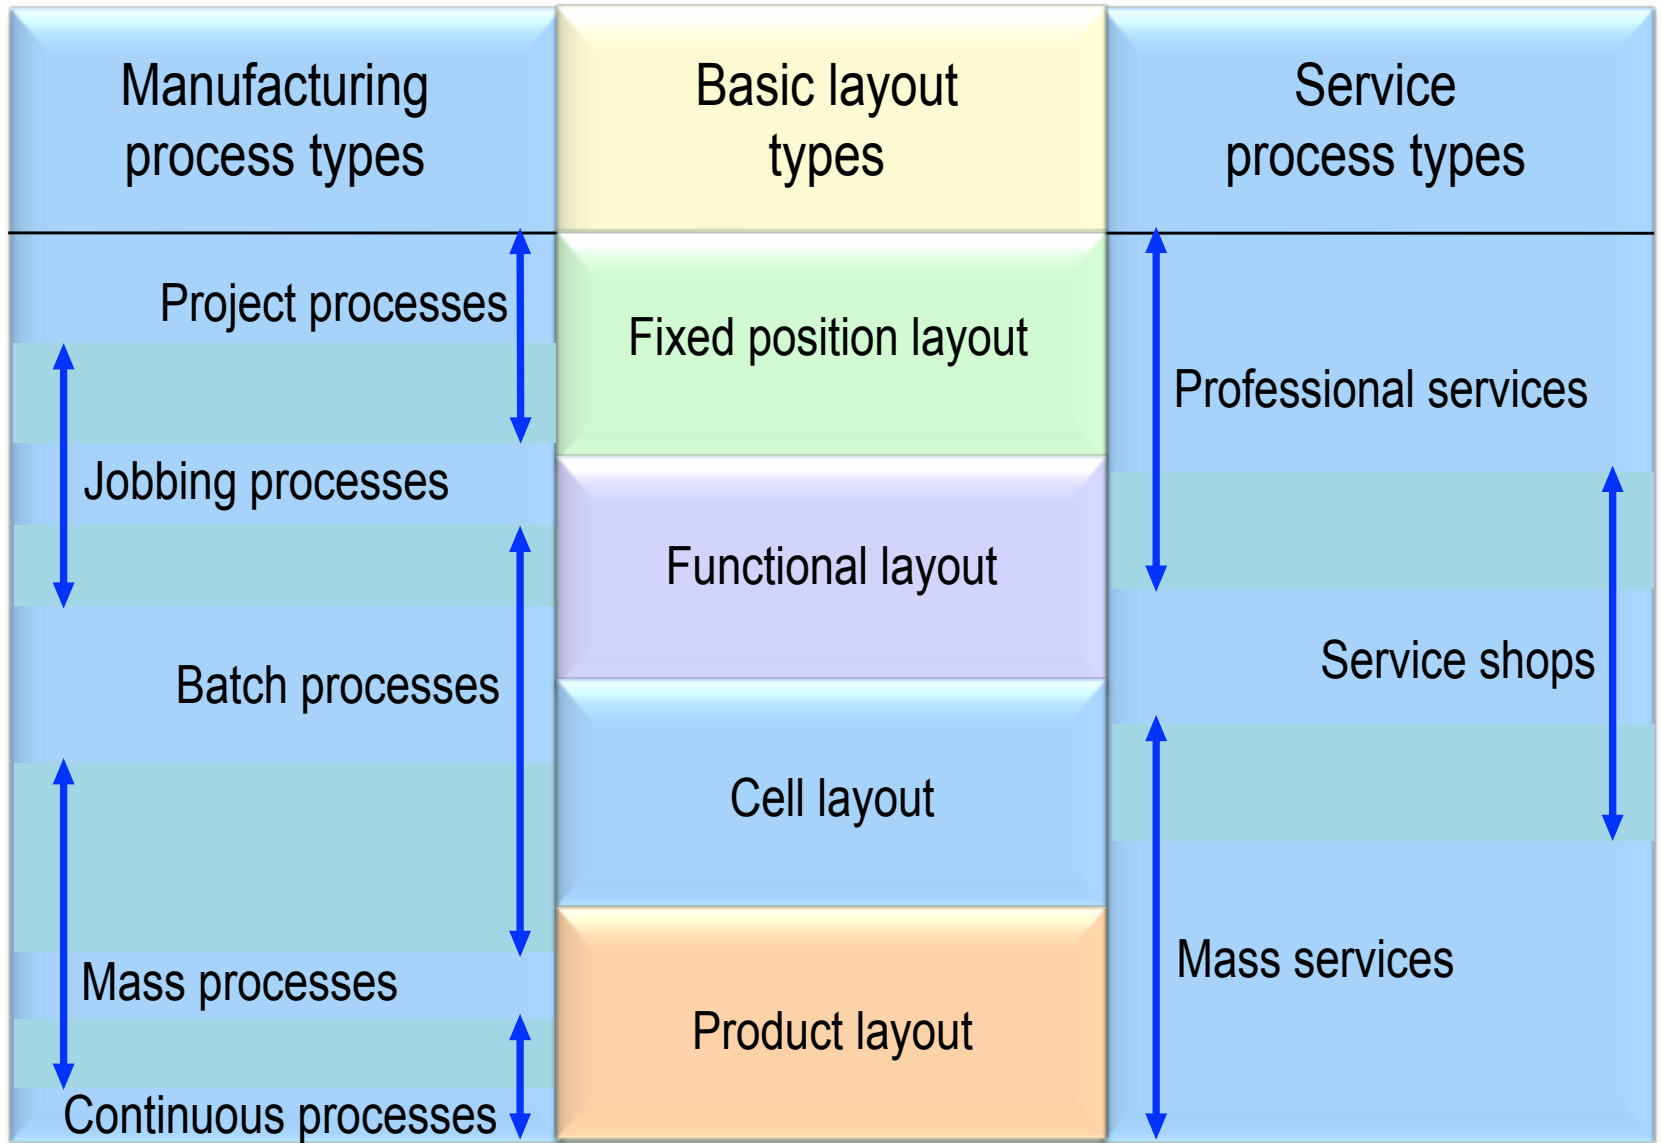 Manufacturing
process types
Basic layout
types
Service
process types
Project processes
Fixed position layout
Professional services
Jobbing processes
Functional layout
Service shops
Batch processes
Cell layout
Mass services
Mass processes
Product layout
Continuous processes